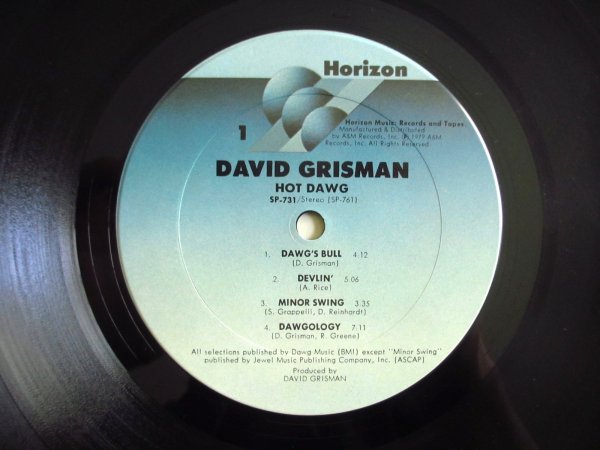 Horizon
Horizon Music: Records and Tapes
Manufactured & Distributed
by A&M Records, Inc. ℗ 1979 A&M
Records, Inc. All Rights Reserved
1
DAVID GRISMAN
HOT DAWG
SP-731/Stereo (SP-761)
1. DAWG'S BULL 4:12
(D. Grisman)
2. DEVLIN' 5:06
(A. Rice)
3. MINOR SWING 3:35
(S. Grappelli, D. Reinhardt)
4. DAWGOLOGY 7:11
(D. Grisman, R. Greene)
All selections published by Dawg Music (BMI) except "Minor Swing"
published by Jewel Music Publishing Company, Inc. (ASCAP)
Produced by
DAVID GRISMAN